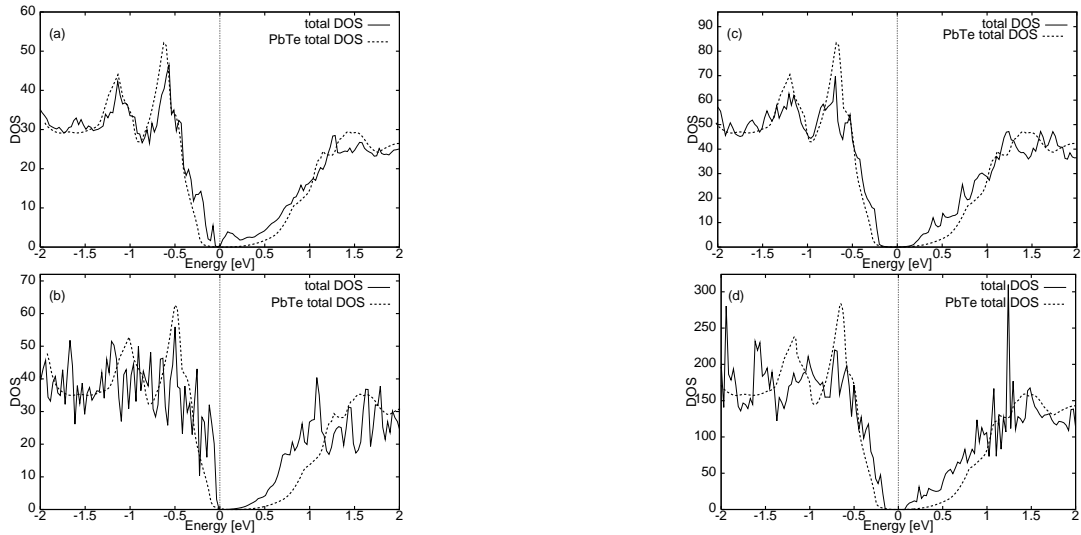 (a)
total DOS
PbTe total DOS
DOS
60
50
40
30
20
10
0
-2 -1.5 -1 -0.5 0 0.5 1 1.5 2
Energy [eV]
(c)
total DOS
PbTe total DOS
DOS
90
80
70
60
50
40
30
20
10
0
-2 -1.5 -1 -0.5 0 0.5 1 1.5 2
Energy [eV]
(b)
total DOS
PbTe total DOS
DOS
70
60
50
40
30
20
10
0
-2 -1.5 -1 -0.5 0 0.5 1 1.5 2
Energy [eV]
(d)
total DOS
PbTe total DOS
DOS
300
250
200
150
100
50
0
-2 -1.5 -1 -0.5 0 0.5 1 1.5 2
Energy [eV]